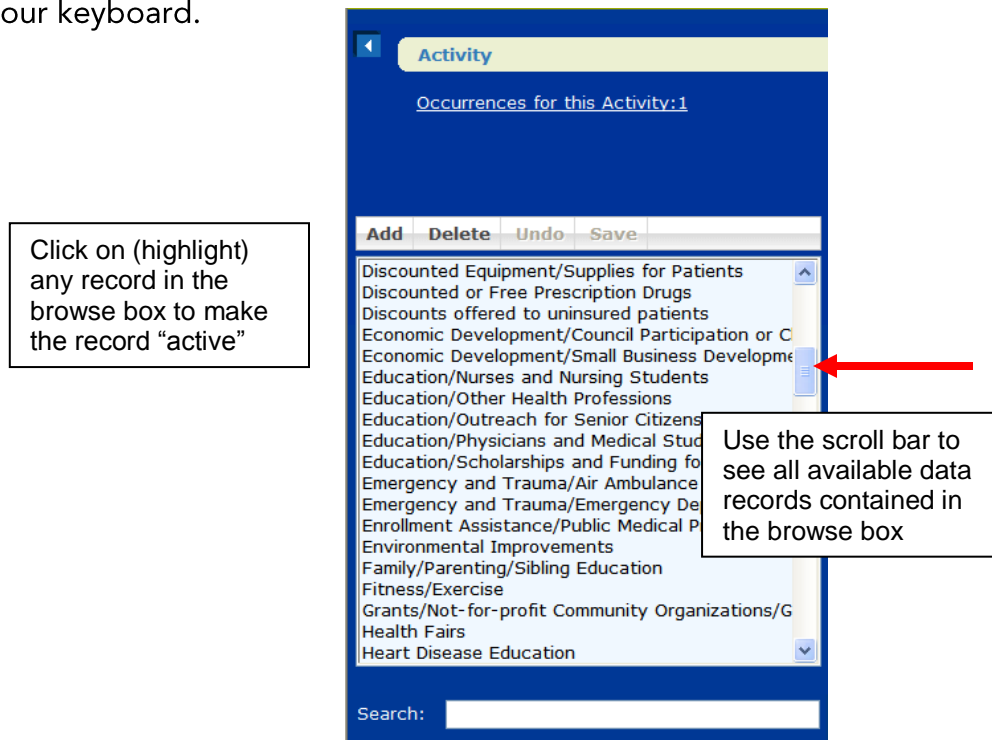 our keyboard.
Activity
Occurrences for this Activity:1
Add Delete Undo Save
Click on (highlight)
any record in the
browse box to make
the record “active”
Discounted Equipment/Supplies for Patients
Discounted or Free Prescription Drugs
Discounts offered to uninsured patients
Economic Development/Council Participation or
Economic Development/Small Business Developme
Education/Nurses and Nursing Students
Education/Other Health Professions
Education/Outreach for Senior Citizens
Education/Physicians and Medical Stud
Education/Scholarships and Funding fo
Emergency and Trauma/Air Ambulance
Emergency and Trauma/Emergency De
Enrollment Assistance/Public Medical P
Environmental Improvements
Family/Parenting/Sibling Education
Fitness/Exercise
Grants/Not-for-profit Community Organizations/G
Health Fairs
Heart Disease Education
Use the scroll bar to
see all available data
records contained in
the browse box
Search: